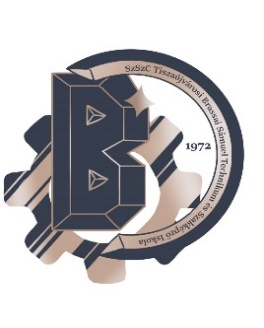 SzSzC Tiszaújvárosi Brassai Sámuel Technikum és Szakképző Iskola
B
1972